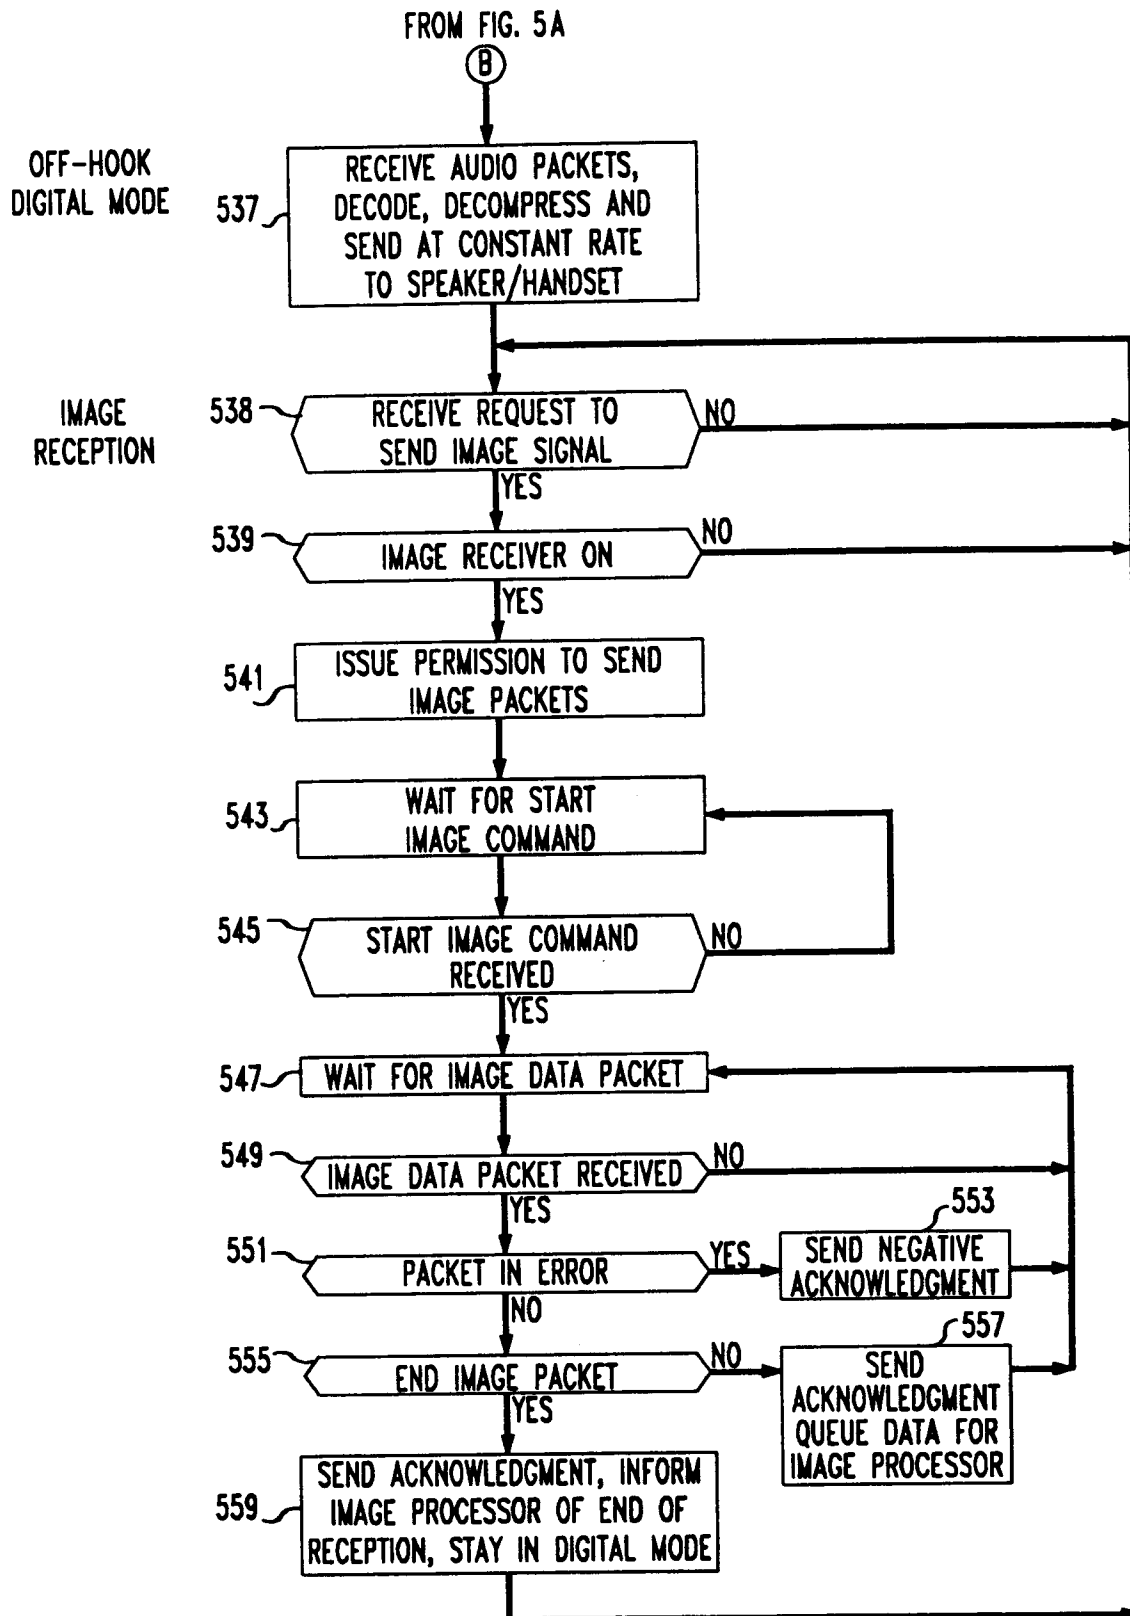 FROM FIG. 5A
B
OFF-HOOK
DIGITAL MODE
537
RECEIVE AUDIO PACKETS,
DECODE, DECOMPRESS AND
SEND AT CONSTANT RATE
TO SPEAKER/HANDSET
IMAGE
RECEPTION
538
RECEIVE REQUEST TO
SEND IMAGE SIGNAL
NO
YES
539
IMAGE RECEIVER ON
NO
YES
541
ISSUE PERMISSION TO SEND
IMAGE PACKETS
543
WAIT FOR START
IMAGE COMMAND
545
START IMAGE COMMAND
RECEIVED
NO
YES
547
WAIT FOR IMAGE DATA PACKET
549
IMAGE DATA PACKET RECEIVED
NO
YES
551
PACKET IN ERROR
YES
553
SEND NEGATIVE
ACKNOWLEDGMENT
NO
555
END IMAGE PACKET
NO
557
SEND
ACKNOWLEDGMENT
QUEUE DATA FOR
IMAGE PROCESSOR
YES
559
SEND ACKNOWLEDGMENT, INFORM
IMAGE PROCESSOR OF END OF
RECEPTION, STAY IN DIGITAL MODE